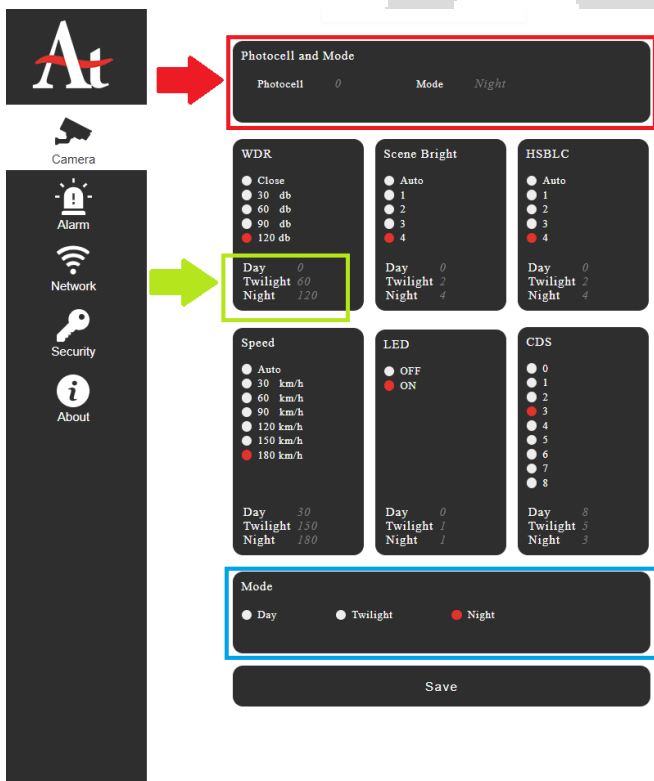 At
Camera
Alarm
Network
Security
About
Photocell and Mode
Photocell 0 Mode Night
WDR
Close
30 db
60 db
90 db
120 db
Day 0
Twilight 60
Night 120
Scene Bright
Auto
1
2
3
4
Day 0
Twilight 2
Night 4
HSBLC
Auto
1
2
3
4
Day 0
Twilight 2
Night 4
Speed
Auto
30 km/h
60 km/h
90 km/h
120 km/h
150 km/h
180 km/h
Day 30
Twilight 150
Night 180
LED
OFF
ON
Day 0
Twilight 1
Night 1
CDS
0
1
2
3
4
5
6
7
8
Day 8
Twilight 5
Night 3
Mode
Day Twilight Night
Save